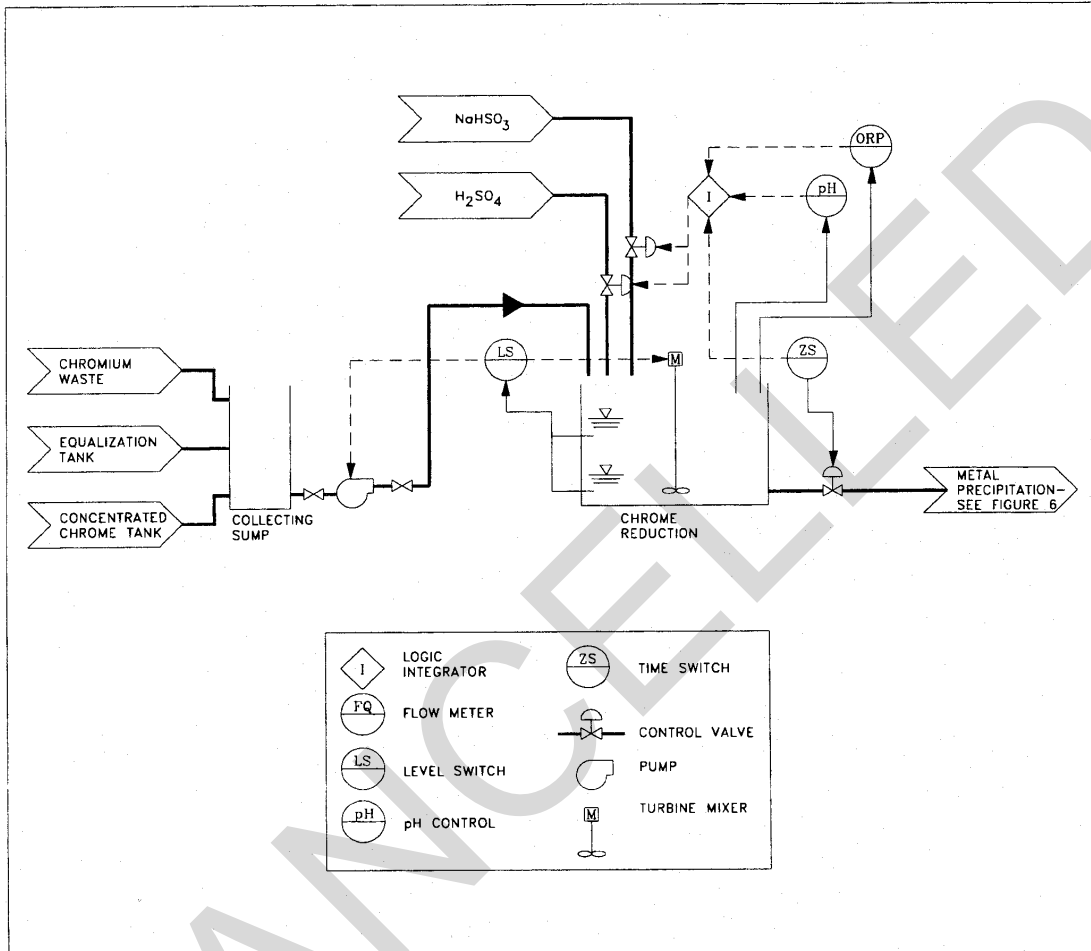 NaHSO3
H2SO4
ORP
I
pH
LS
M
ZS
CHROMIUM
WASTE
EQUALIZATION
TANK
CONCENTRATED
CHROME TANK
COLLECTING
SUMP
CHROME
REDUCTION
METAL
PRECIPITATION-
SEE FIGURE 6
I
LOGIC
INTEGRATOR
ZS
TIME SWITCH
FQ
FLOW METER
CONTROL VALVE
LS
LEVEL SWITCH
PUMP
pH
pH CONTROL
M
TURBINE MIXER
ANCELLED